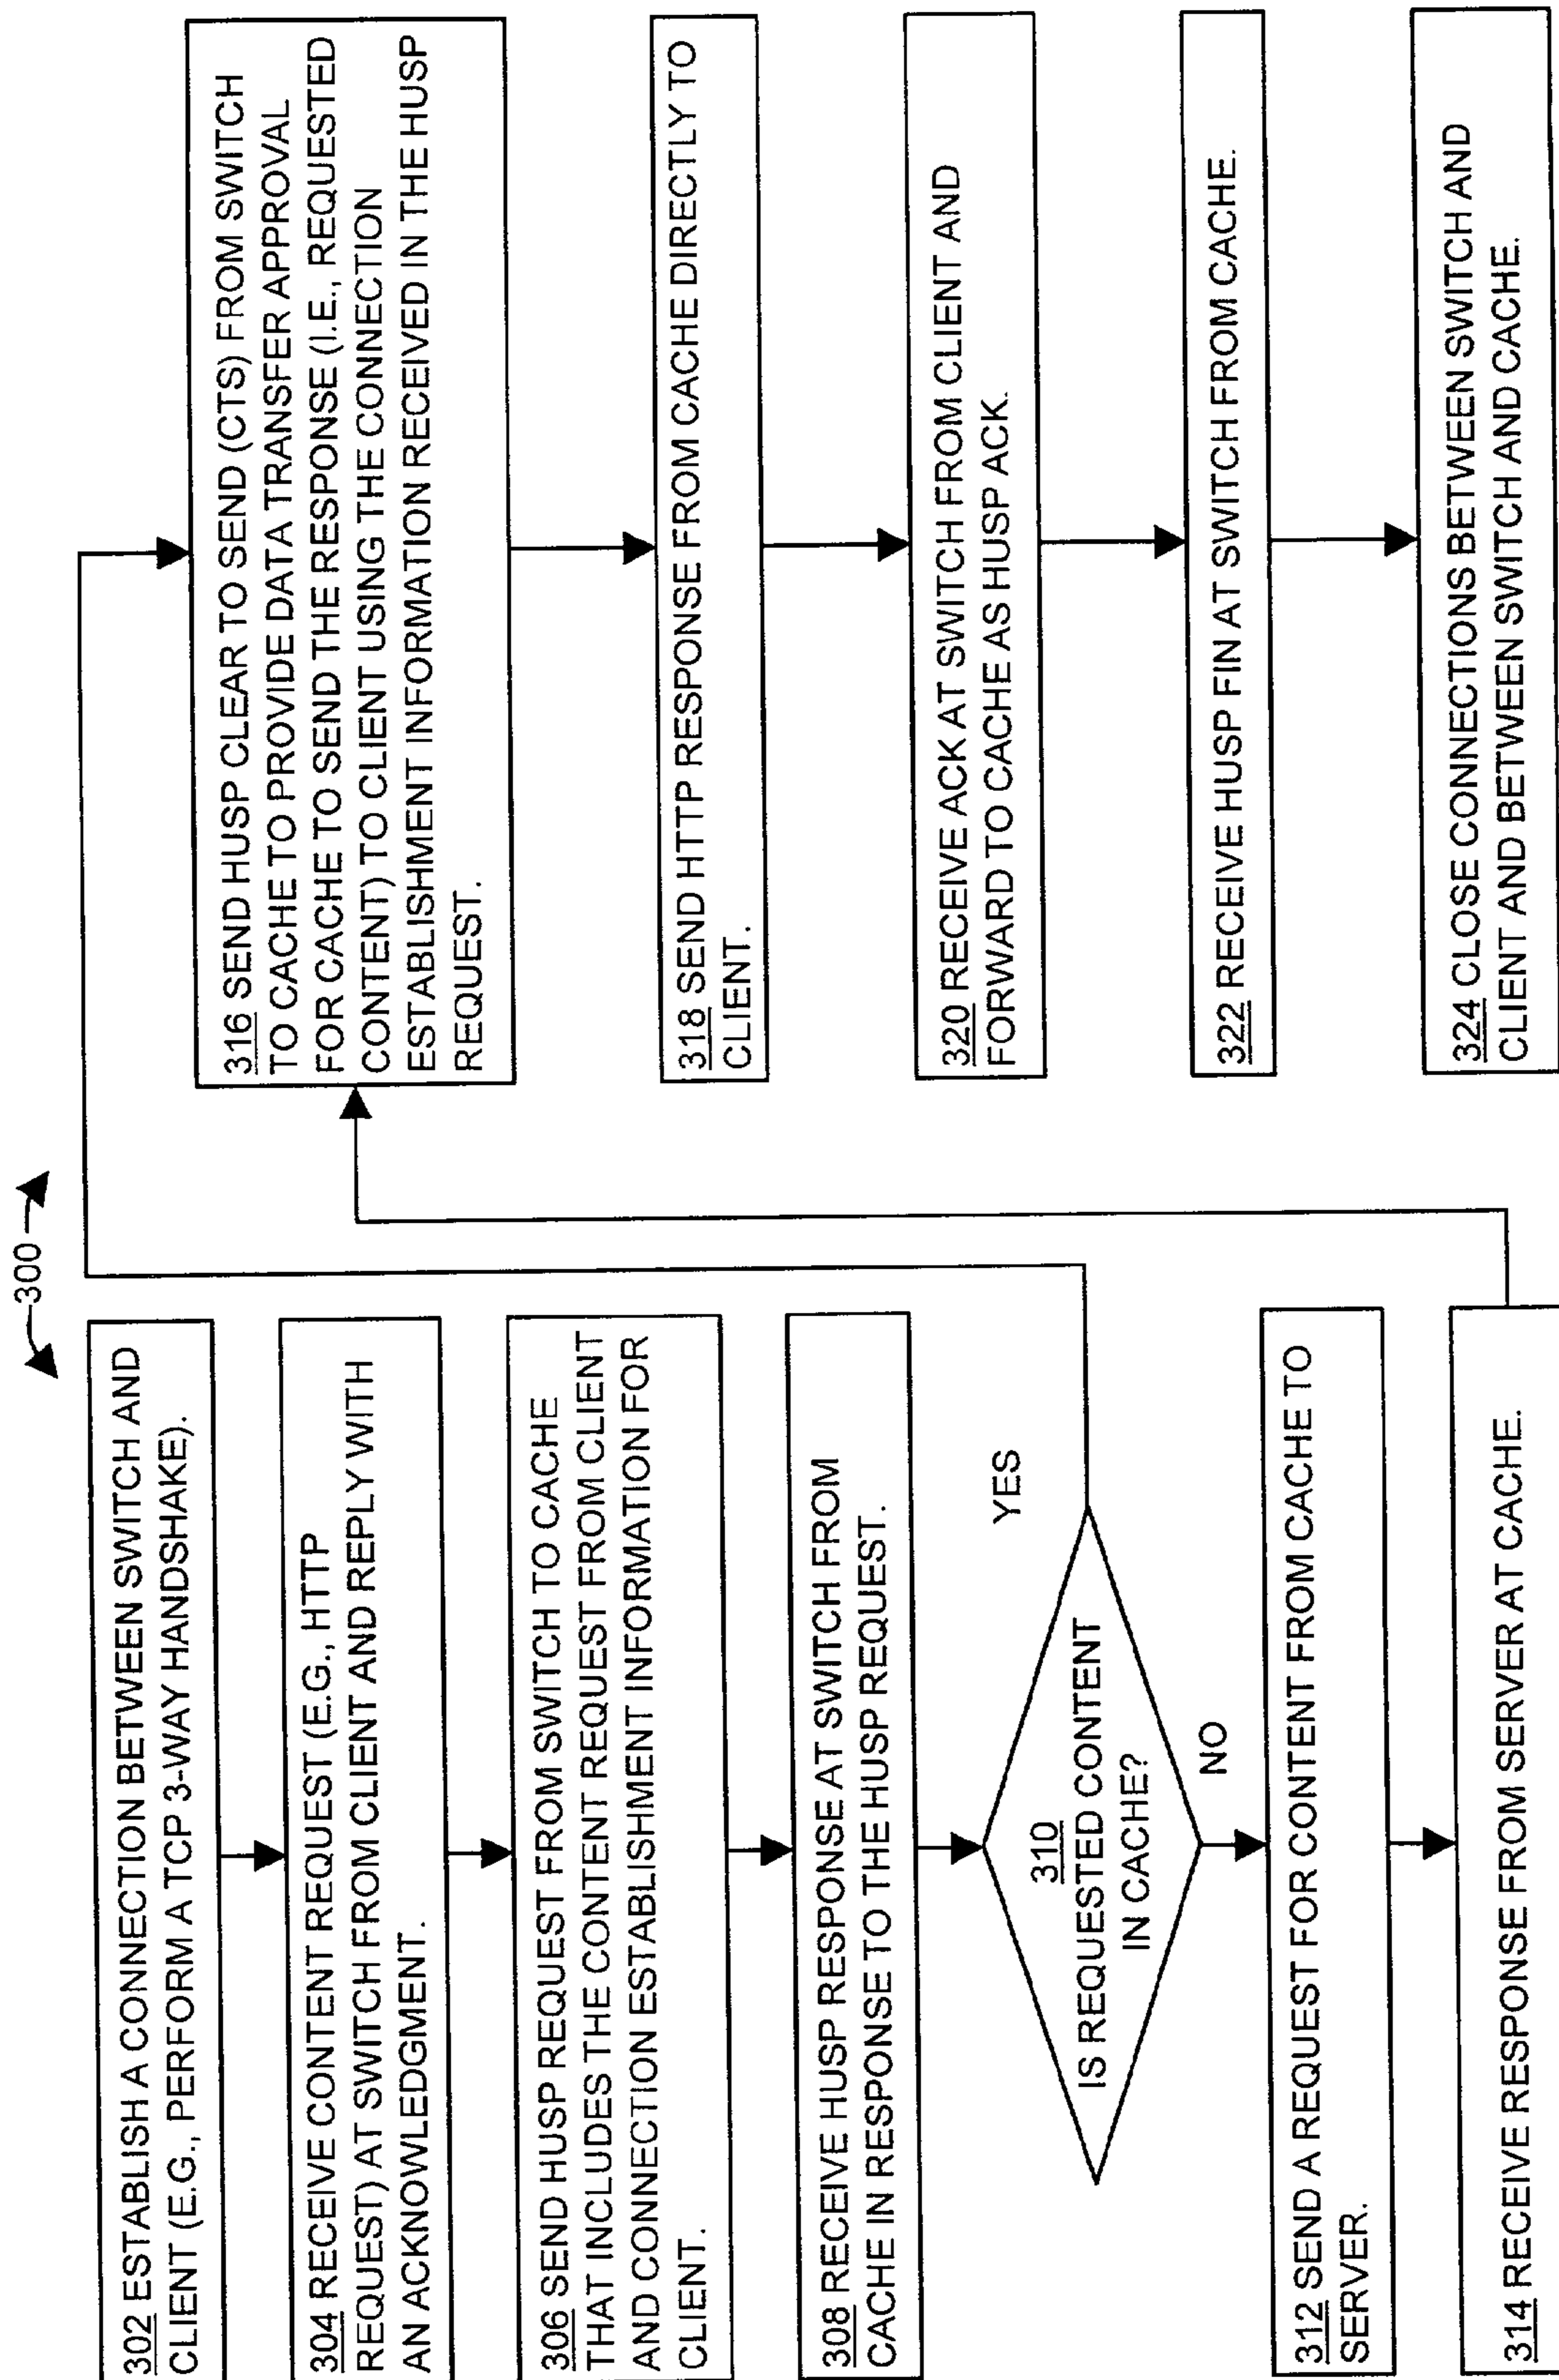 300
302 ESTABLISH A CONNECTION BETWEEN SWITCH AND
CLIENT (E.G., PERFORM A TCP 3-WAY HANDSHAKE).
304 RECEIVE CONTENT REQUEST (E.G., HTTP
REQUEST) AT SWITCH FROM CLIENT AND REPLY WITH
AN ACKNOWLEDGMENT.
306 SEND HUSP REQUEST FROM SWITCH TO CACHE
THAT INCLUDES THE CONTENT REQUEST FROM CLIENT
AND CONNECTION ESTABLISHMENT INFORMATION FOR
CLIENT.
308 RECEIVE HUSP RESPONSE AT SWITCH FROM
CACHE IN RESPONSE TO THE HUSP REQUEST.
310
IS REQUESTED CONTENT
IN CACHE?
YES
NO
312 SEND A REQUEST FOR CONTENT FROM CACHE TO
SERVER.
314 RECEIVE RESPONSE FROM SERVER AT CACHE.
316 SEND HUSP CLEAR TO SEND (CTS) FROM SWITCH
TO CACHE TO PROVIDE DATA TRANSFER APPROVAL
FOR CACHE TO SEND THE RESPONSE (I.E., REQUESTED
CONTENT) TO CLIENT USING THE CONNECTION
ESTABLISHMENT INFORMATION RECEIVED IN THE HUSP
REQUEST.
318 SEND HTTP RESPONSE FROM CACHE DIRECTLY TO
CLIENT.
320 RECEIVE ACK AT SWITCH FROM CLIENT AND
FORWARD TO CACHE AS HUSP ACK.
322 RECEIVE HUSP FIN AT SWITCH FROM CACHE.
324 CLOSE CONNECTIONS BETWEEN SWITCH AND
CLIENT AND BETWEEN SWITCH AND CACHE.